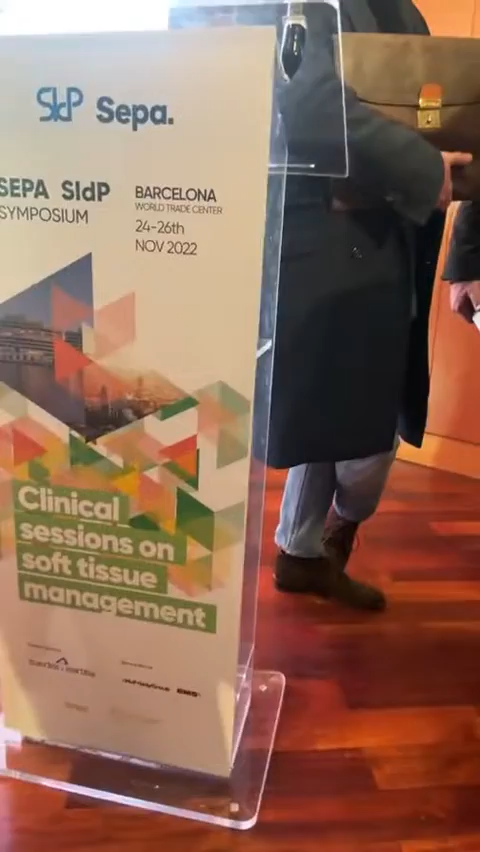 SIdP Sepa.
SEPA SIdP
SYMPOSIUM
BARCELONA
WORLD TRADE CENTER
24-26th
NOV 2022
Clinical
sessions on
soft tissue
management
EMS